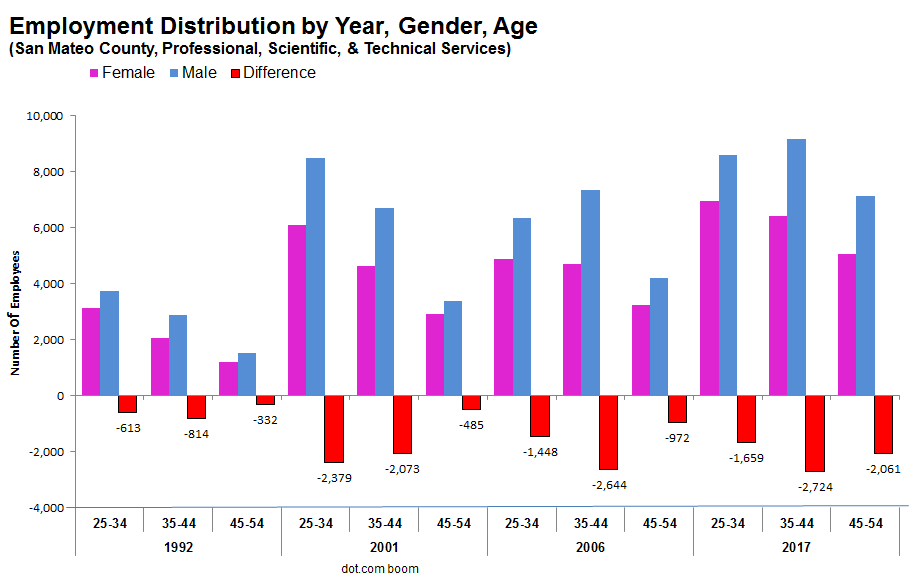 Employment Distribution by Year, Gender, Age
(San Mateo County, Professional, Scientific, & Technical Services)
Female Male Difference
10,000
8,000
6,000
4,000
2,000
0
-2,000
-4,000
Number Of Employees
-613 -814 -332 -2,379 -2,073 -485 -1,448 -2,644 -972 -1,659 -2,724 -2,061
25-34 35-44 45-54 25-34 35-44 45-54 25-34 35-44 45-54 25-34 35-44 45-54
1992 2001 2006 2017
dot.com boom